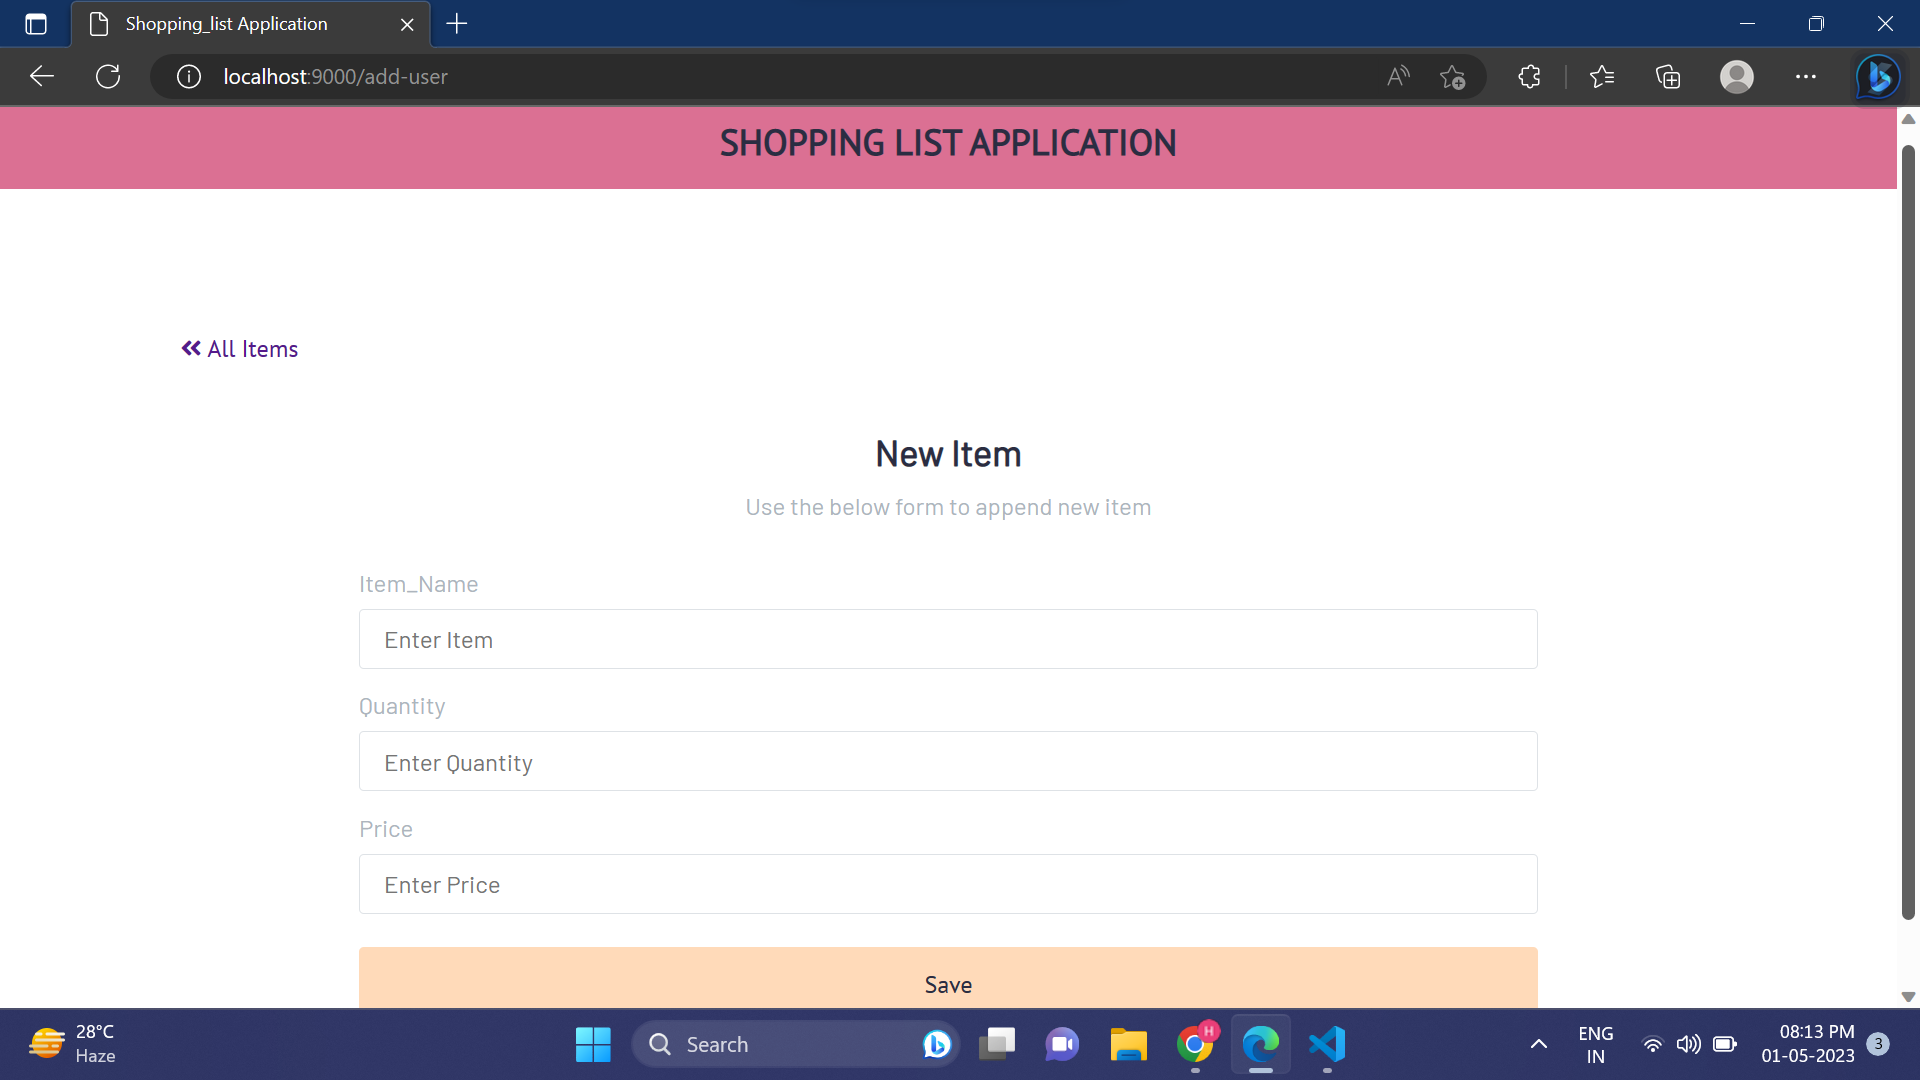 Shopping_list Application
localhost:9000/add-user
SHOPPING LIST APPLICATION
All Items
New Item
Use the below form to append new item
Item_Name
Enter Item
Quantity
Enter Quantity
Price
Enter Price
Save
28°C
Haze
Search
H
ENG
IN
08:13 PM
01-05-2023
3